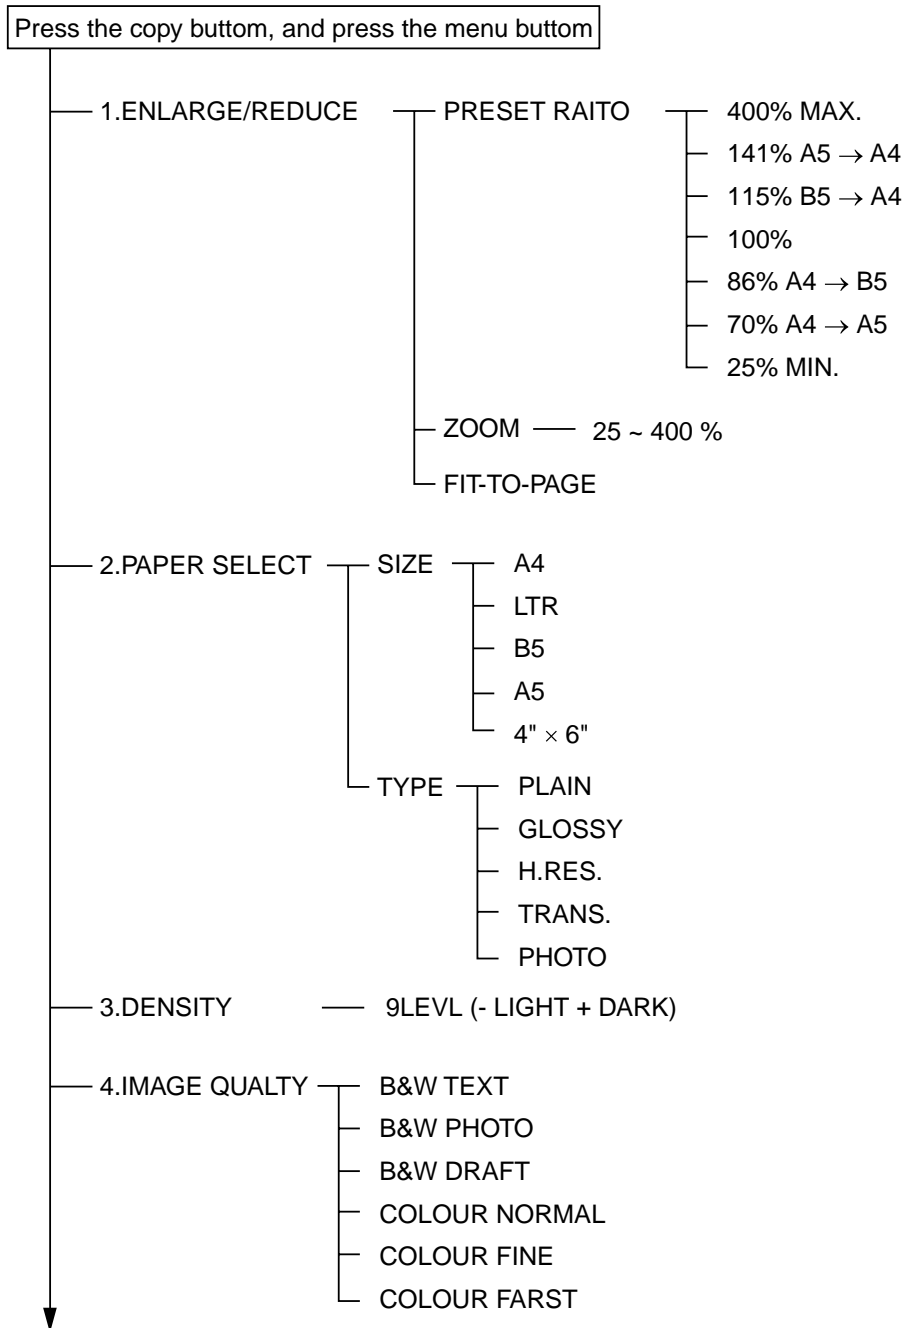 Press the copy buttom, and press the menu buttom
1.ENLARGE/REDUCE
PRESET RAITO
400% MAX.
141% A5 → A4
115% B5 → A4
100%
86% A4 → B5
70% A4 → A5
25% MIN.
ZOOM
25 ~ 400 %
FIT-TO-PAGE
2.PAPER SELECT
SIZE
A4
LTR
B5
A5
4" × 6"
TYPE
PLAIN
GLOSSY
H.RES.
TRANS.
PHOTO
3.DENSITY
9LEVL (- LIGHT + DARK)
4.IMAGE QUALTY
B&W TEXT
B&W PHOTO
B&W DRAFT
COLOUR NORMAL
COLOUR FINE
COLOUR FARST